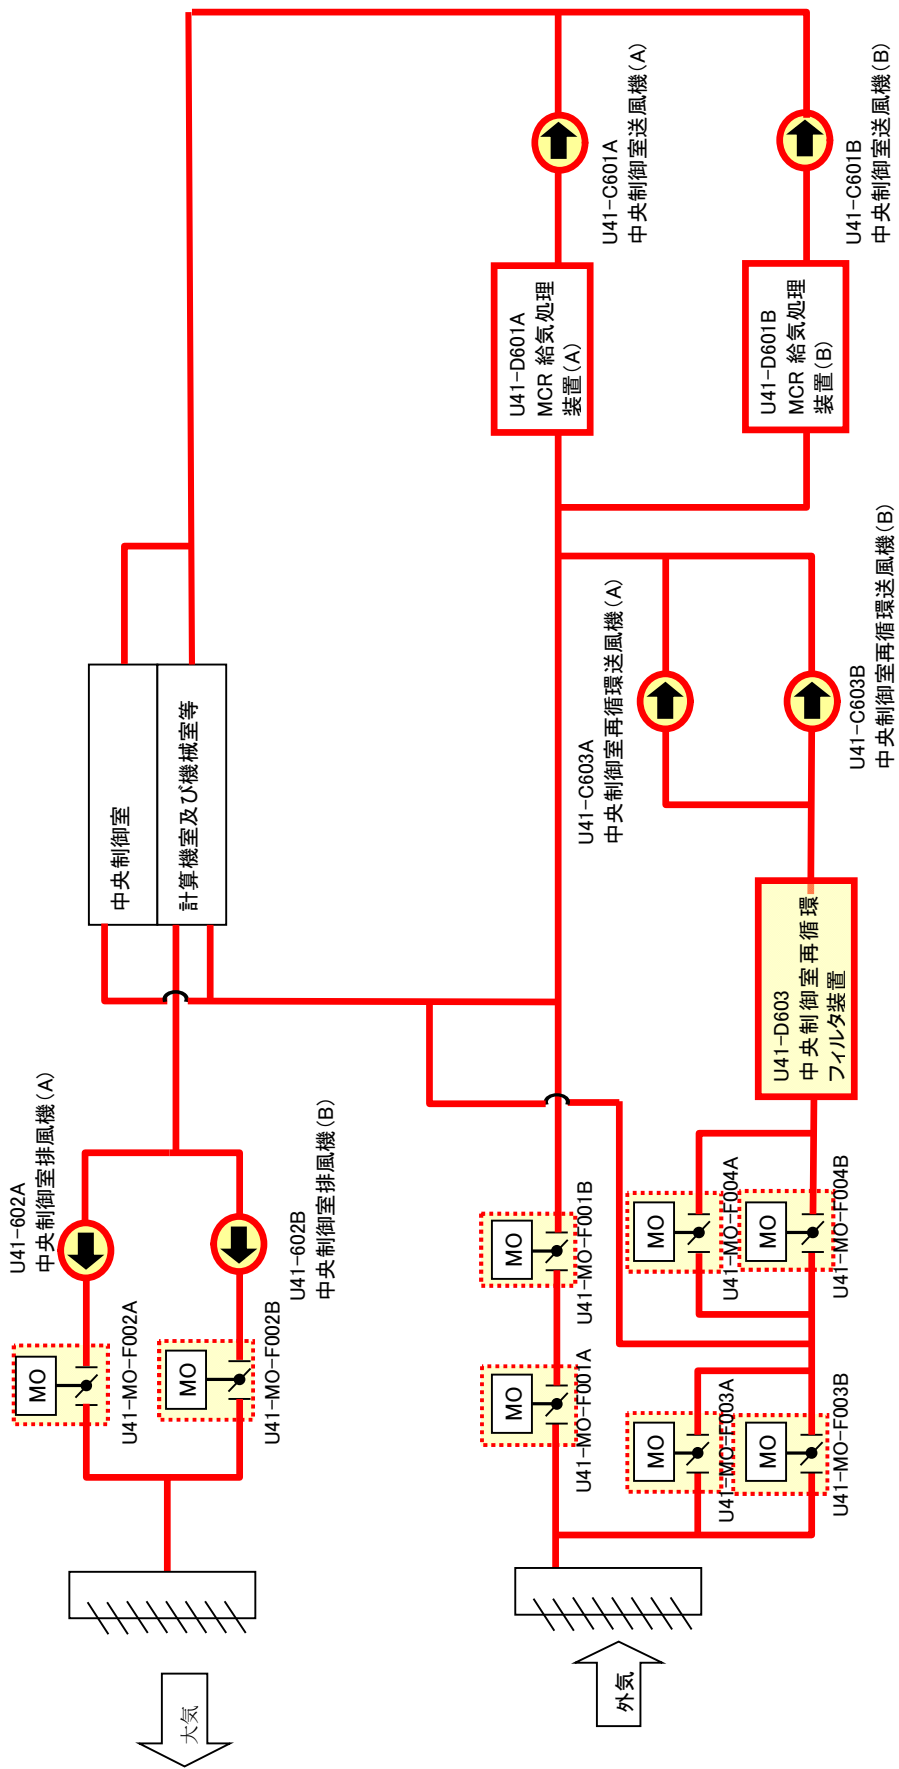 大気
MO
U41-MO-F002A
MO
U41-MO-F002B
U41-602A
中央制御室排風機(A)
U41-602B
中央制御室排風機(B)
中央制御室
計算機室及び機械室等
外気
MO
U41-MO-F001A
MO
U41-MO-F001B
MO
U41-MO-F003A
MO
U41-MO-F003B
MO
U41-MO-F004A
MO
U41-MO-F004B
U41-D603
中央制御室再循環
フィルタ装置
U41-C603A
中央制御室再循環送風機(A)
U41-C603B
中央制御室再循環送風機(B)
U41-D601A
MCR 給気処理
装置(A)
U41-D601B
MCR 給気処理
装置(B)
U41-C601A
中央制御室送風機(A)
U41-C601B
中央制御室送風機(B)